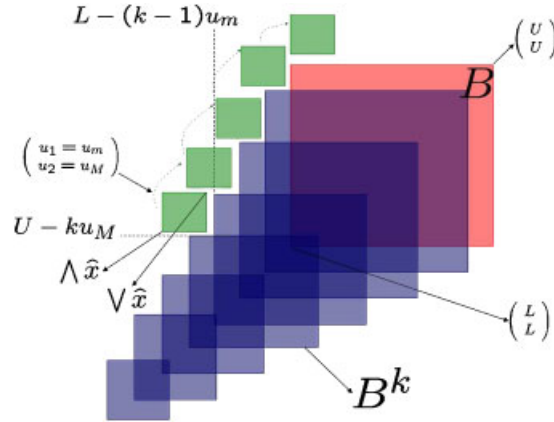 L − (k − 1)u_m
( U
U )
B
( u_1 = u_m
u_2 = u_M )
U − ku_M
⋀ x̂
⋁ x̂
( L
L )
B^k